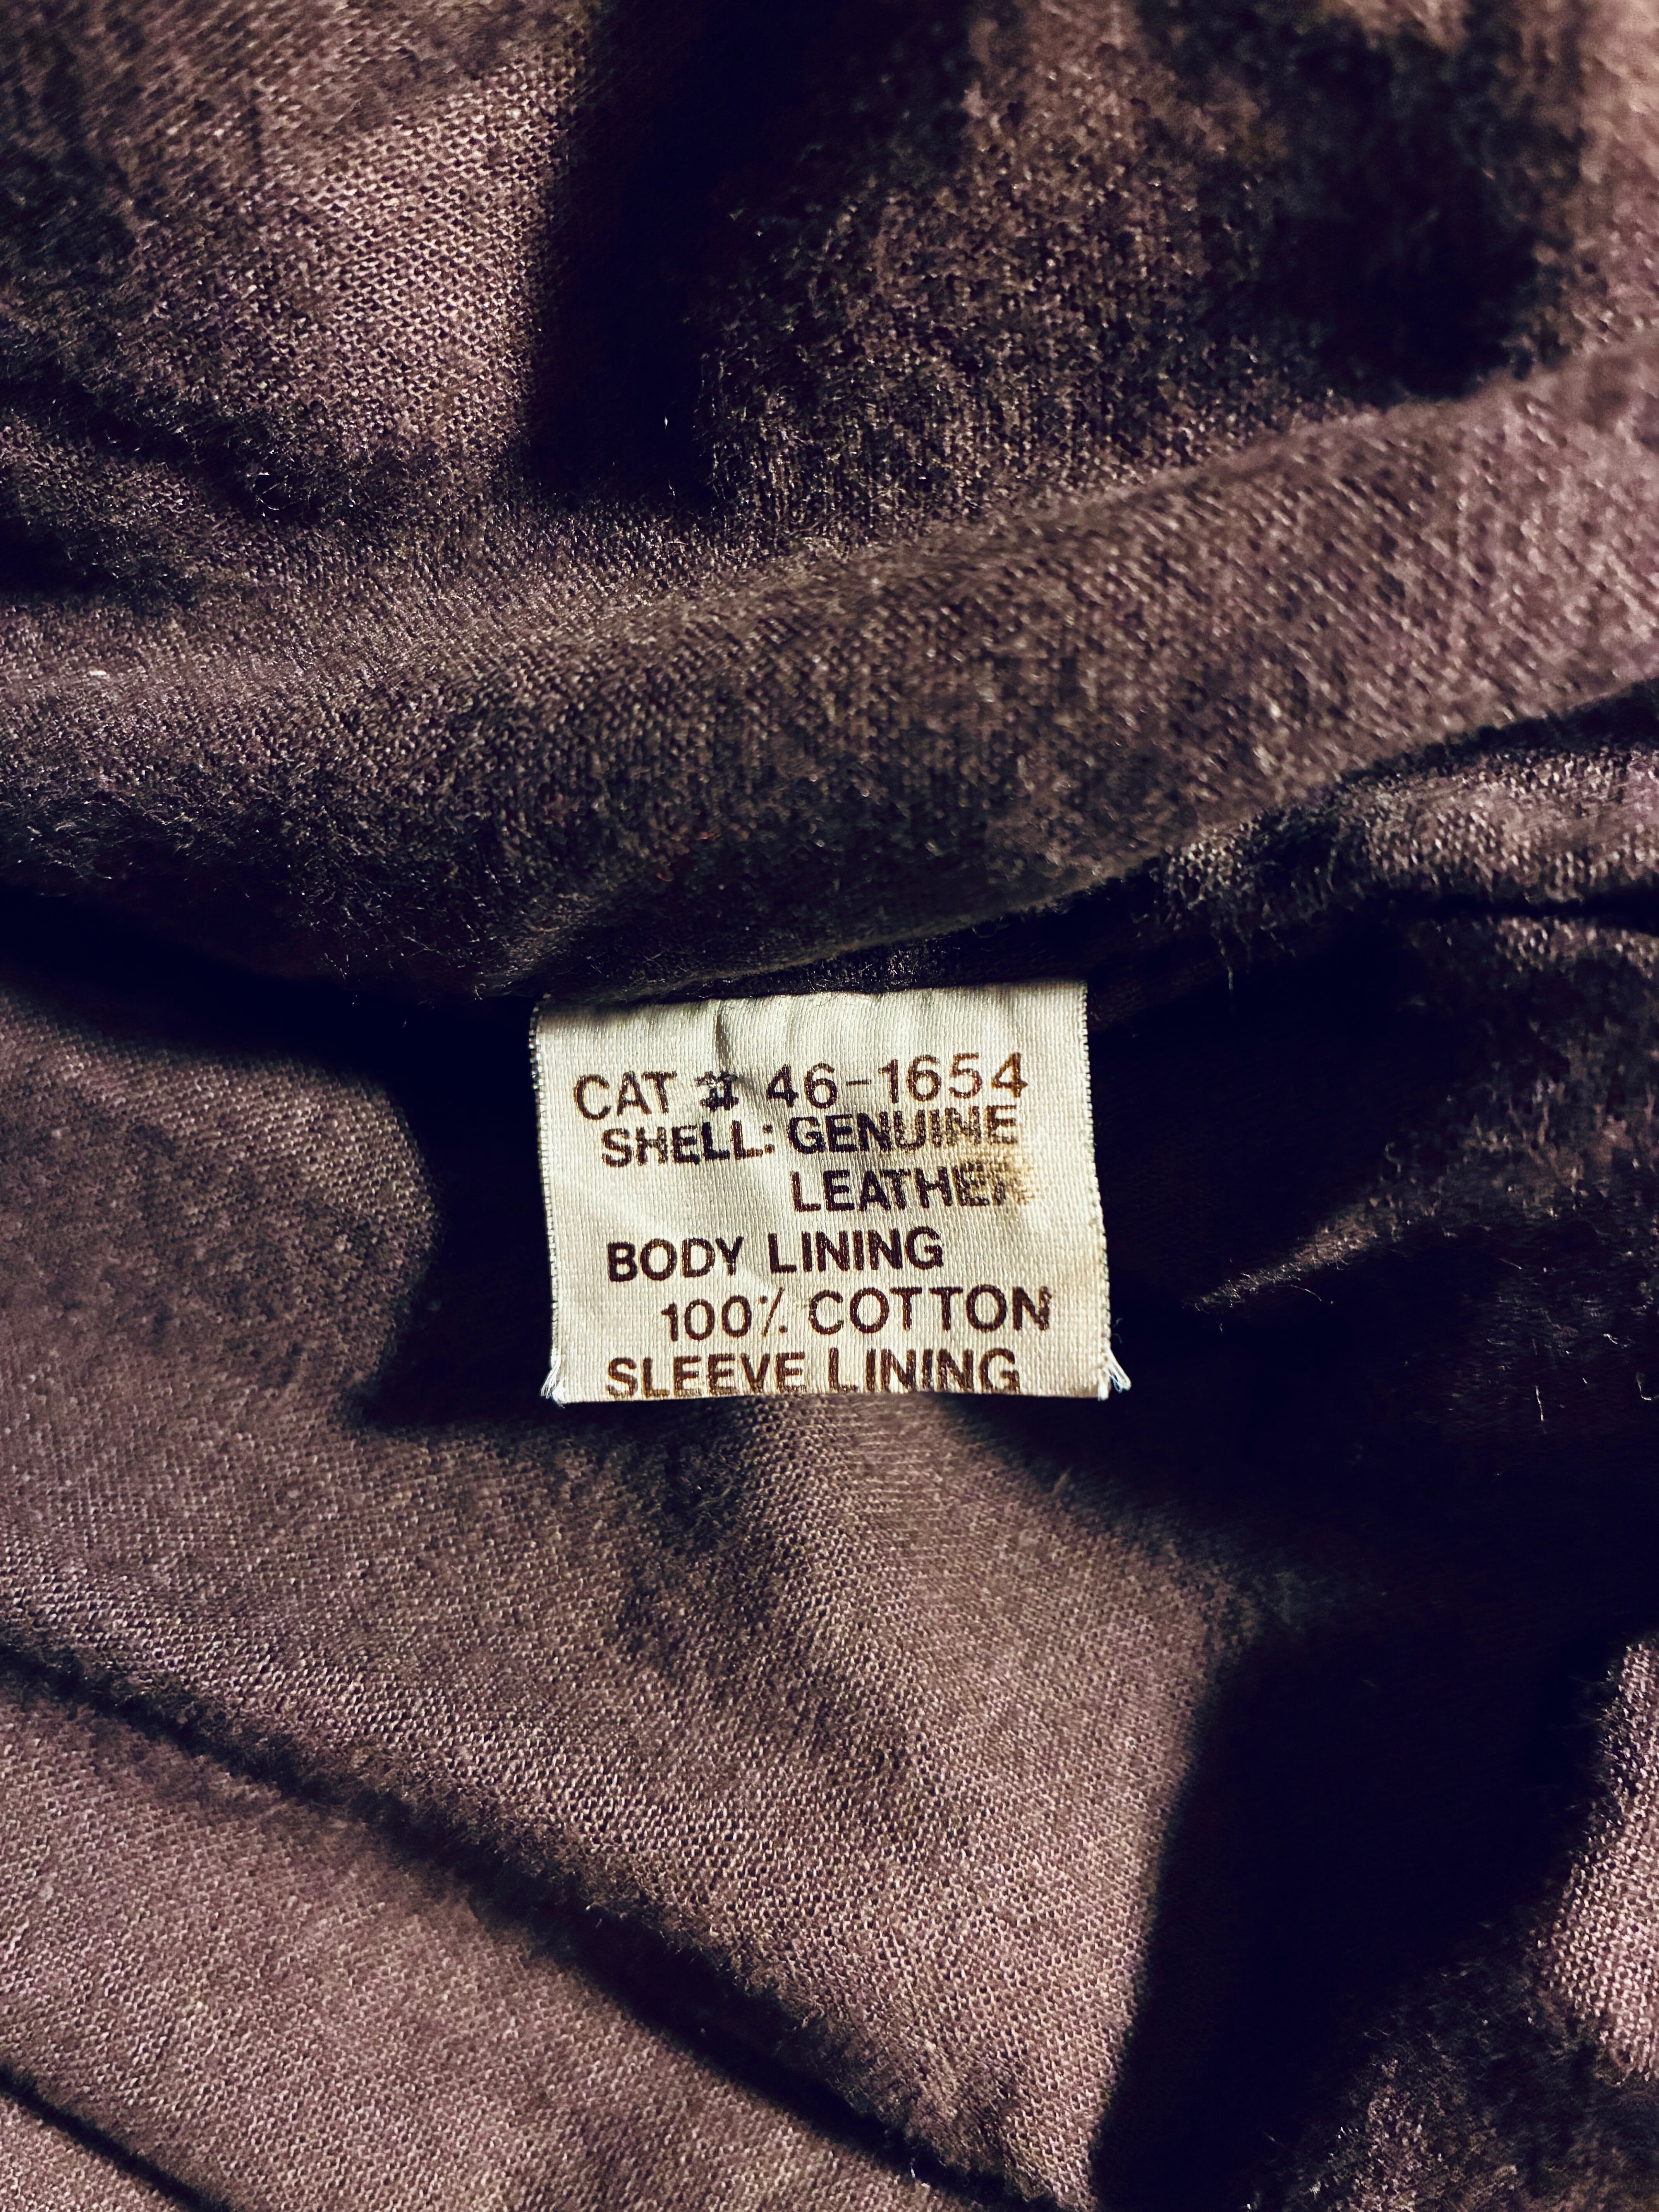 CAT # 46-1654
SHELL: GENUINE
LEATHER
BODY LINING
100% COTTON
SLEEVE LINING